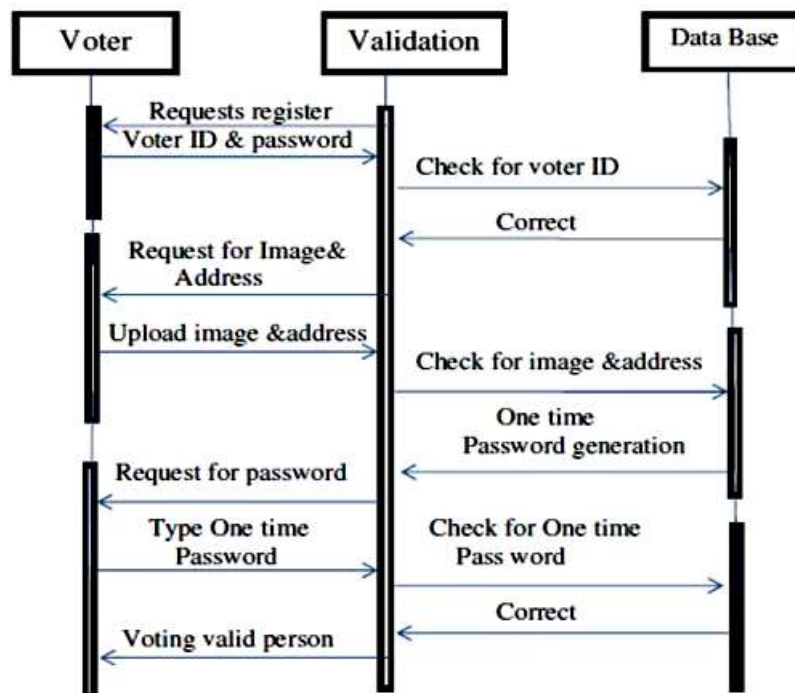 Voter
Validation
Data Base
Requests register
Voter ID & password
Check for voter ID
Correct
Request for Image&
Address
Upload image &address
Check for image &address
One time
Password generation
Request for password
Type One time
Password
Check for One time
Pass word
Correct
Voting valid person